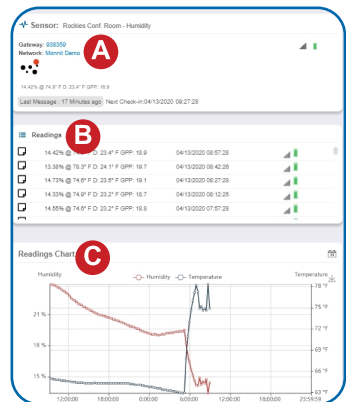 Sensor: Rockies Conf. Room - Humidity
Gateway: 938359
Network: Monnit Demo
A
14.42% @ 74.9° F D: 23.4° F GPP: 18.9
Last Message : 17 Minutes ago Next Check-in:04/13/2020 09:27:28
Readings
B
14.42% @ 74.9° F D: 23.4° F GPP: 18.9 04/13/2020 08:57:28
13.38% @ 78.3° F D: 24.1° F GPP: 19.7 04/13/2020 08:42:26
14.73% @ 74.6° F D: 23.5° F GPP: 19.1 04/13/2020 08:27:28
14.33% @ 74.9° F D: 23.2° F GPP: 18.7 04/13/2020 08:12:26
14.55% @ 74.6° F D: 23.2° F GPP: 18.8 04/13/2020 07:57:28
Readings Chart
C
Humidity Humidity Temperature Temperature
78 °F
75 °F
21 %
72 °F
18 %
69 °F
66 °F
15 %
63 °F
12:00:00 18:00:00 0:00:00 6:00:00 12:00:00 18:00:00 23:59:59